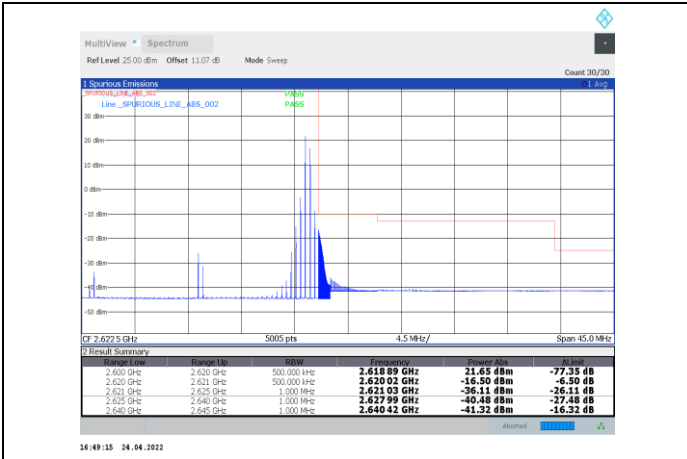 MultiView Spectrum
Ref Level 25.00 dBm Offset 11.07 dB Mode Sweep
Count 30/30
1 Spurious Emissions 1 Avg
_SPURIOUS_LINE_ABS_002 PASS
Line _SPURIOUS_LINE_ABS_002 PASS
30 dBm
20 dBm
10 dBm
0 dBm
-10 dBm
-20 dBm
-30 dBm
-40 dBm
-50 dBm
CF 2.6225 GHz 5005 pts 4.5 MHz/ Span 45.0 MHz
2 Result Summary
Range Low Range Up RBW Frequency Power Abs ΔLimit
2.600 GHz 2.620 GHz 500.000 kHz 2.618 89 GHz 21.65 dBm -77.35 dB
2.620 GHz 2.621 GHz 500.000 kHz 2.620 02 GHz -16.50 dBm -6.50 dB
2.621 GHz 2.625 GHz 1.000 MHz 2.621 03 GHz -36.11 dBm -26.11 dB
2.625 GHz 2.640 GHz 1.000 MHz 2.627 99 GHz -40.48 dBm -27.48 dB
2.640 GHz 2.645 GHz 1.000 MHz 2.640 42 GHz -41.32 dBm -16.32 dB
Aborted
16:49:15 24.04.2022